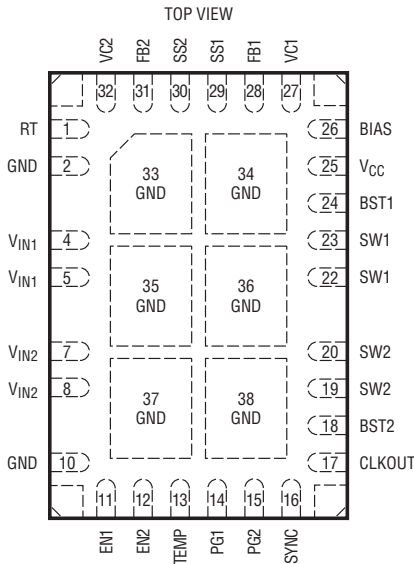 TOP VIEW
VC2
FB2
SS2
SS1
FB1
VC1
32
31
30
29
28
27
RT 1
GND 2
VIN1 4
VIN1 5
VIN2 7
VIN2 8
GND 10
33
GND
34
GND
35
GND
36
GND
37
GND
38
GND
26 BIAS
25 VCC
24 BST1
23 SW1
22 SW1
20 SW2
19 SW2
18 BST2
17 CLKOUT
11
12
13
14
15
16
EN1
EN2
TEMP
PG1
PG2
SYNC